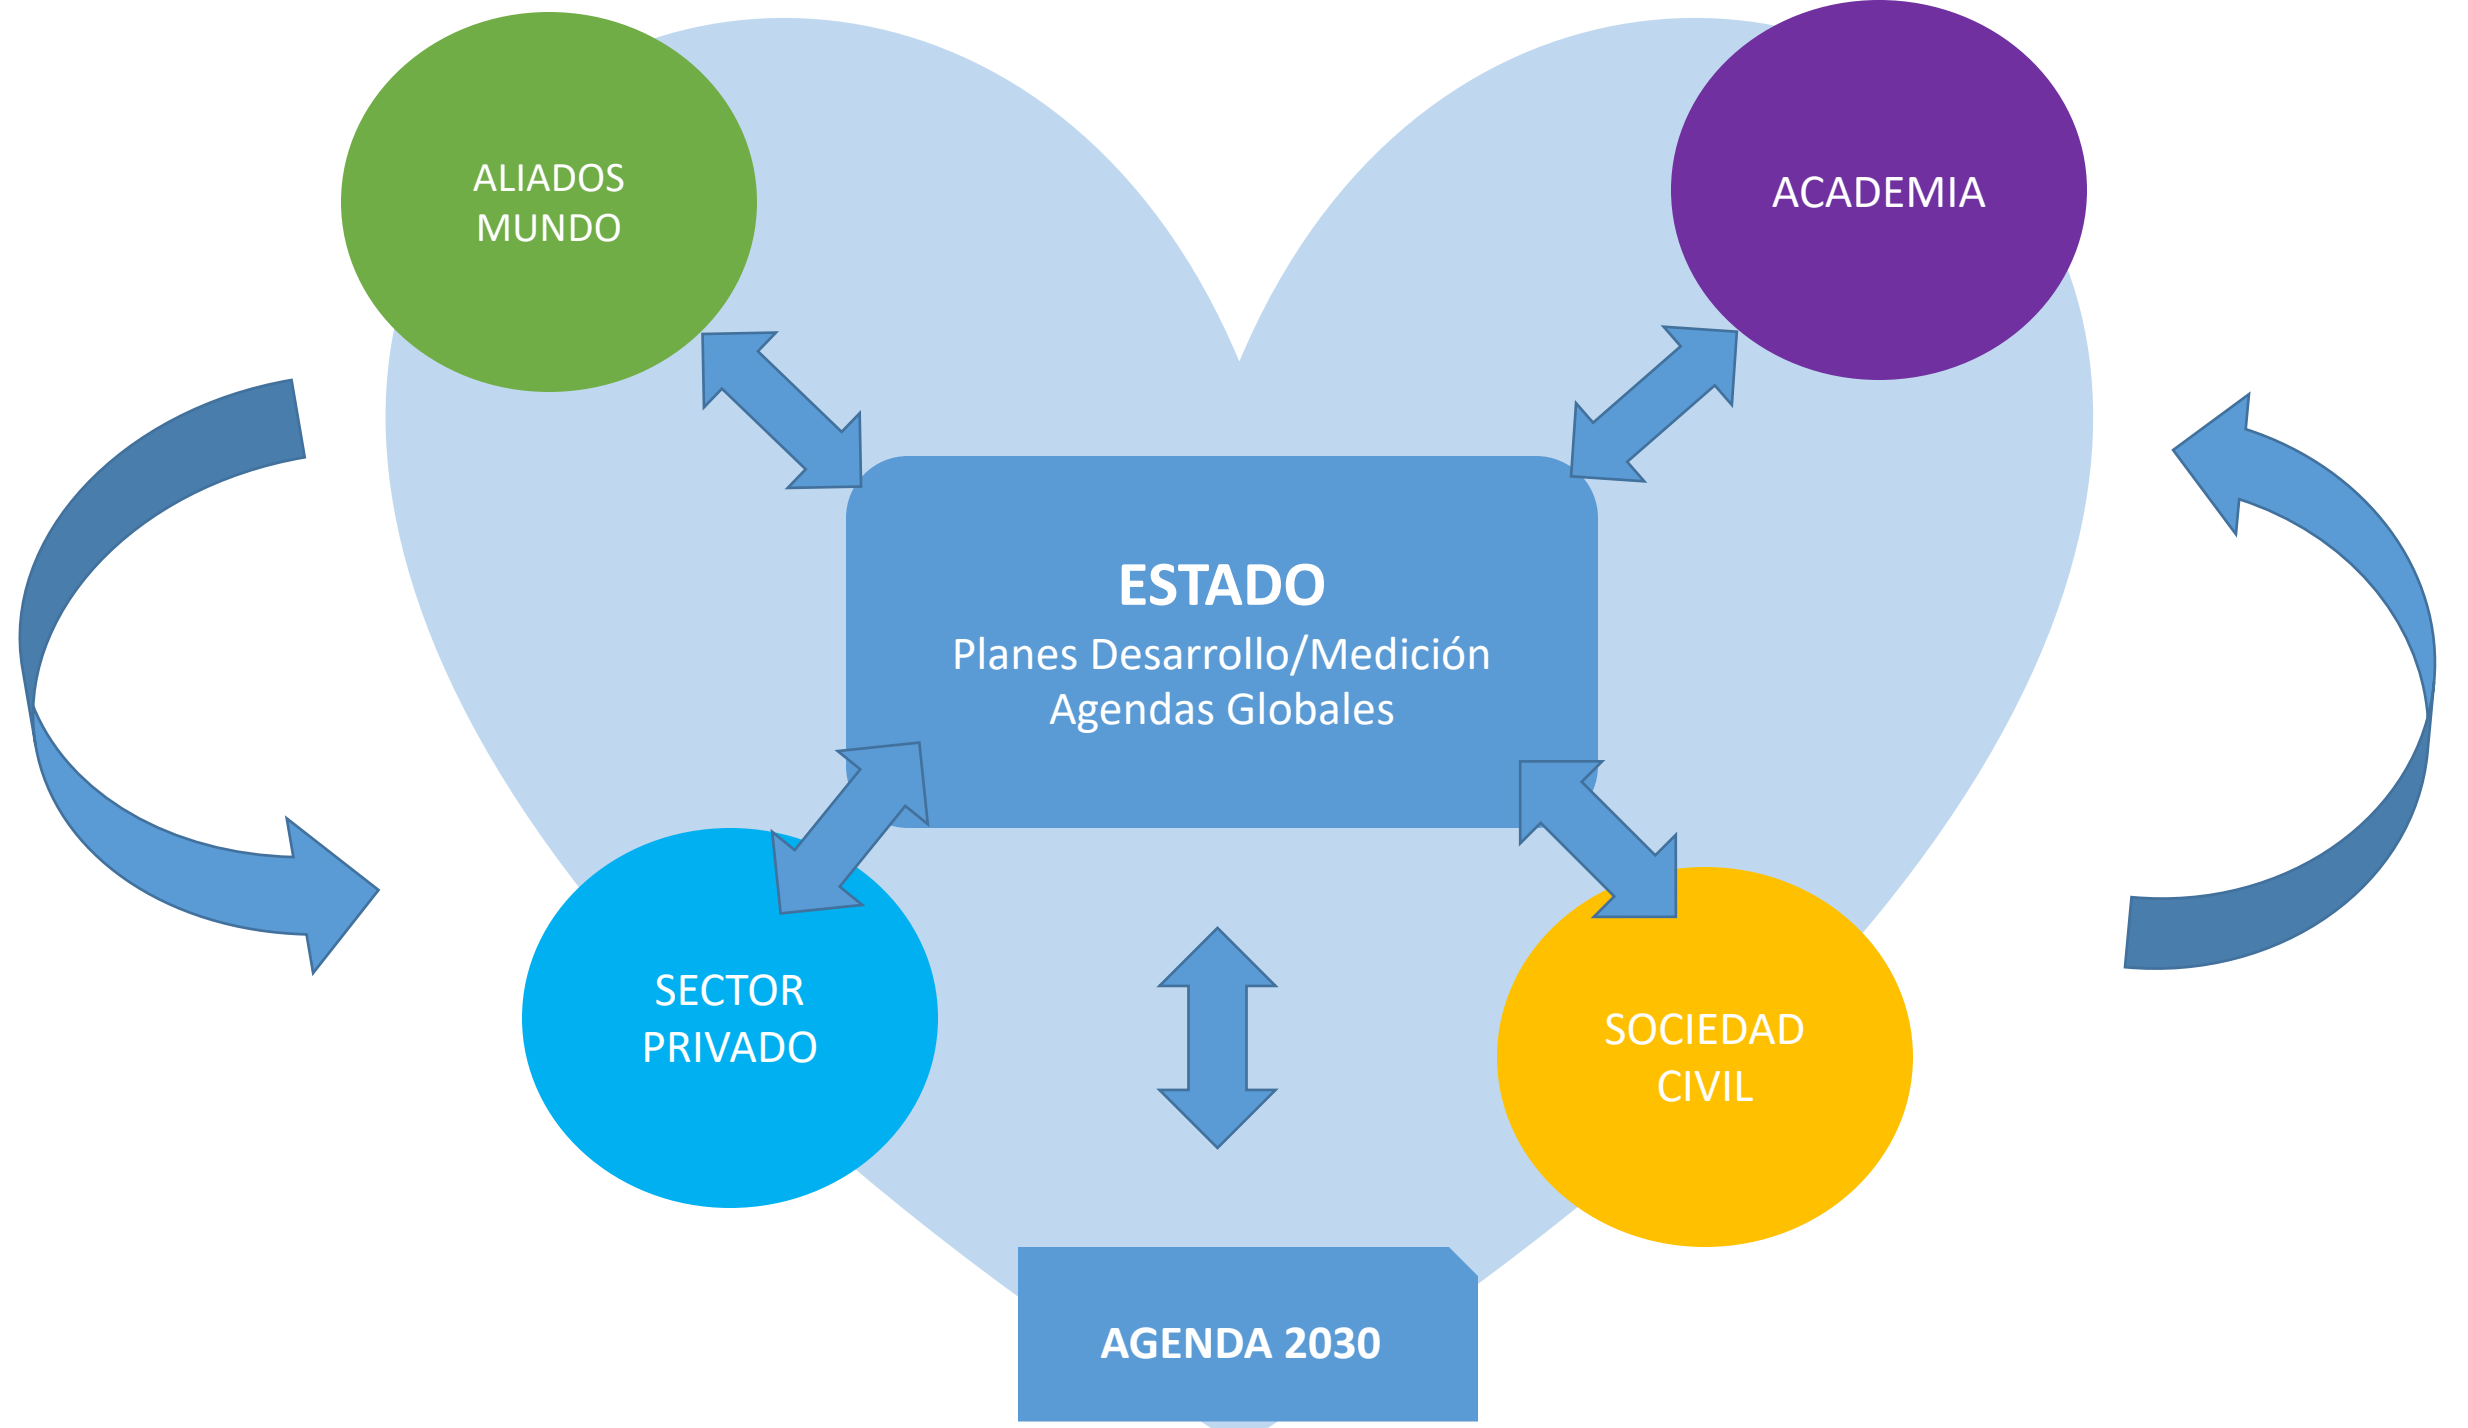 ALIADOS
MUNDO
ACADEMIA
ESTADO
Planes Desarrollo/Medición
Agendas Globales
SECTOR
PRIVADO
SOCIEDAD
CIVIL
AGENDA 2030